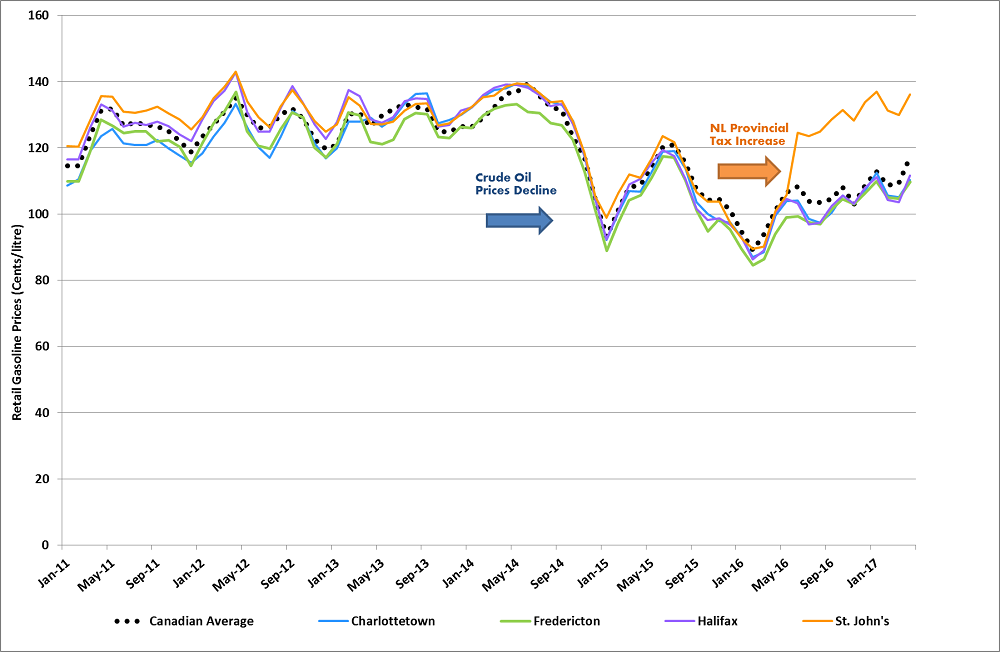 160
140
120
100
80
60
40
20
0
Retail Gasoline Prices (Cents/litre)
NL Provincial
Tax Increase
Crude Oil
Prices Decline
Jan-11
May-11
Sep-11
Jan-12
May-12
Sep-12
Jan-13
May-13
Sep-13
Jan-14
May-14
Sep-14
Jan-15
May-15
Sep-15
Jan-16
May-16
Sep-16
Jan-17
Canadian Average
Charlottetown
Fredericton
Halifax
St. John's